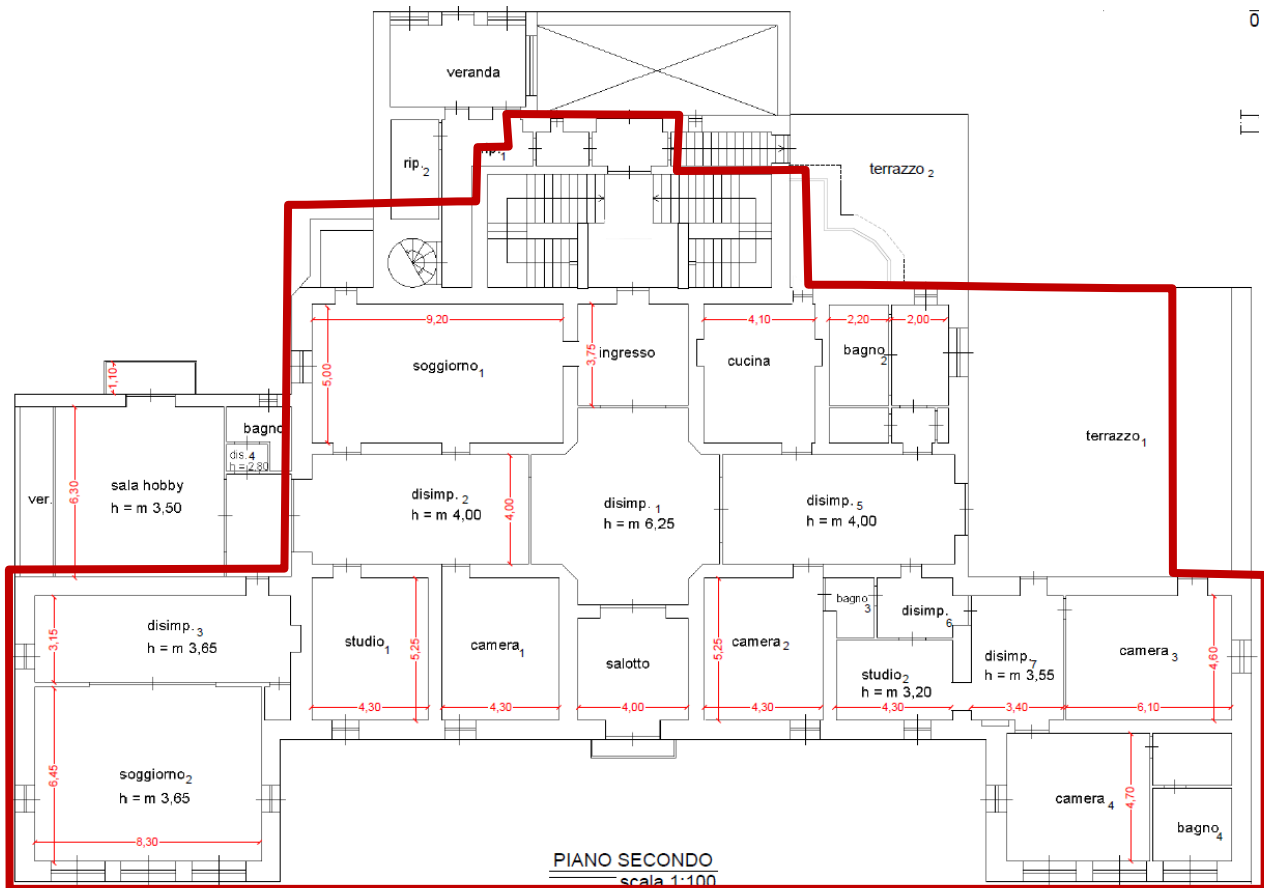 0
veranda
rip.1
rip.2
terrazzo 2
9,20
4,10
2,20
2,00
ingresso
3,75
soggiorno1
5,00
cucina
bagno2
1,10
bagno
dis.4
h = 2,80
terrazzo1
ver.
6,30
sala hobby
h = m 3,50
disimp. 2
h = m 4,00
4,00
disimp. 1
h = m 6,25
disimp. 5
h = m 4,00
disimp. 3
h = m 3,65
3,15
studio1
5,25
camera1
salotto
5,25
camera2
bagno3
disimp.6
studio2
h = m 3,20
disimp.7
h = m 3,55
camera 3
4,60
4,30
4,30
4,00
4,30
4,30
3,40
6,10
6,45
soggiorno2
h = m 3,65
8,30
camera 4
4,70
bagno4
PIANO SECONDO
scala 1:100